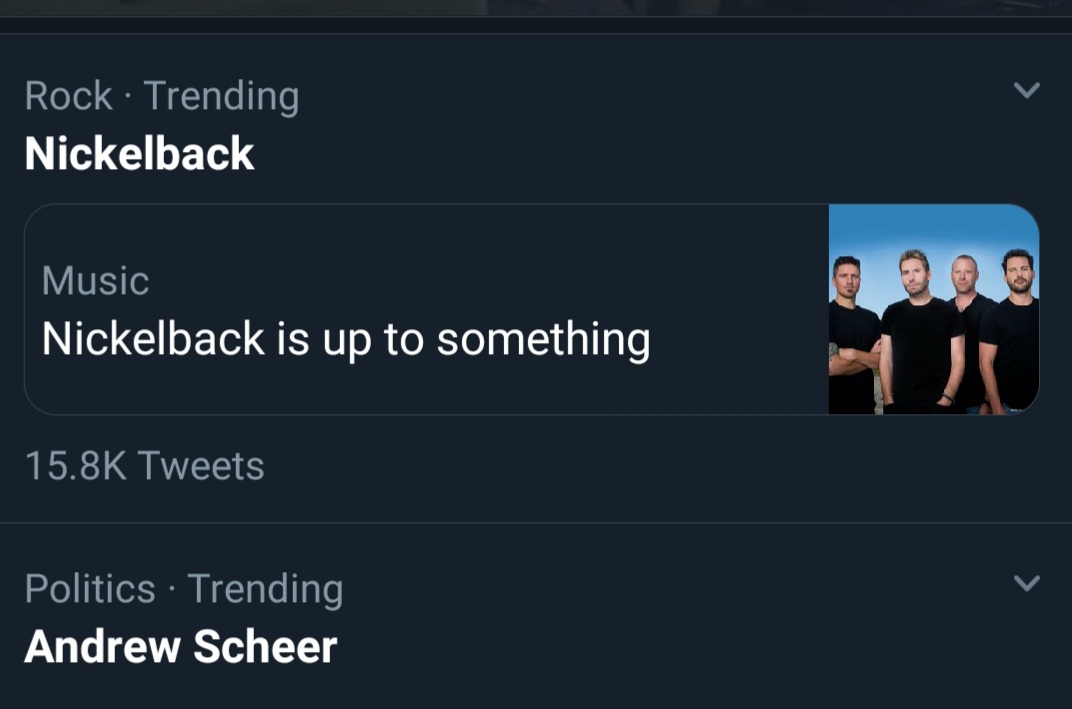 Rock · Trending
Nickelback
Music
Nickelback is up to something
15.8K Tweets
Politics · Trending
Andrew Scheer